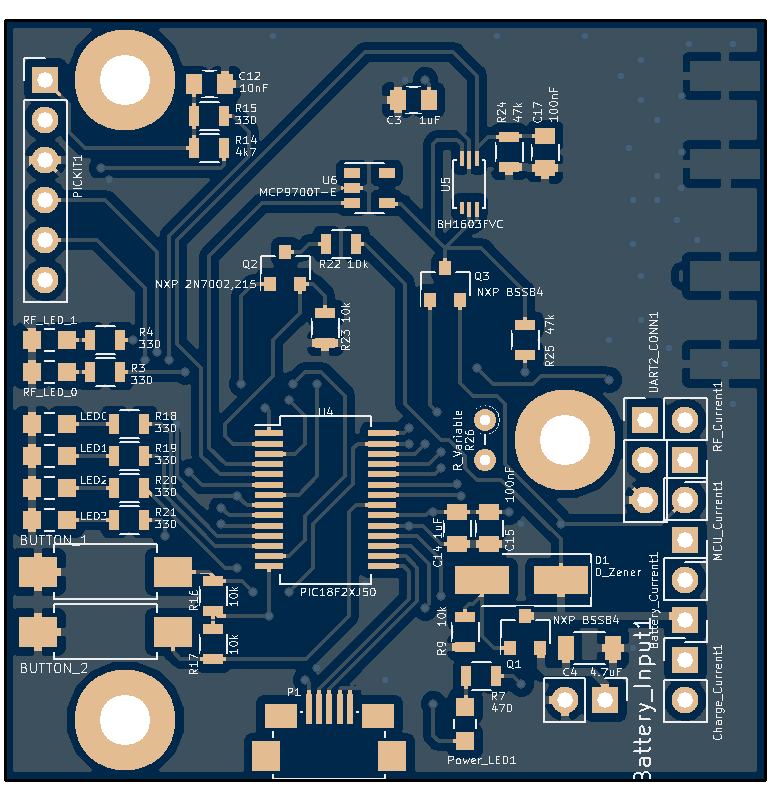 C12
10nF
R15
330
R14
4k7
C3
1uF
R24
47k
C17
100nF
PICKIT1
U6
MCP9700T-E
U5
BH1603FVC
Q2
R22 10k
NXP 2N7002,215
Q3
NXP BSS84
R23 10k
47k
R25
RF_LED_1
R4
330
R3
330
RF_LED_0
UART2_CONN1
RF_Current1
LED0
R18
330
LED1
R19
330
LED2
R20
330
LED3
R21
330
U4
R_Variable
R26
100nF
C14 1uF
C15
MCU_Current1
BUTTON_1
PIC18F2XJ50
D1
D_Zener
R16
10k
Battery_Current1
R9 10k
NXP BSS84
R17
10k
BUTTON_2
Q1
C4
4.7uF
Charge_Current1
Battery_Input1
P1
R7
470
Power_LED1